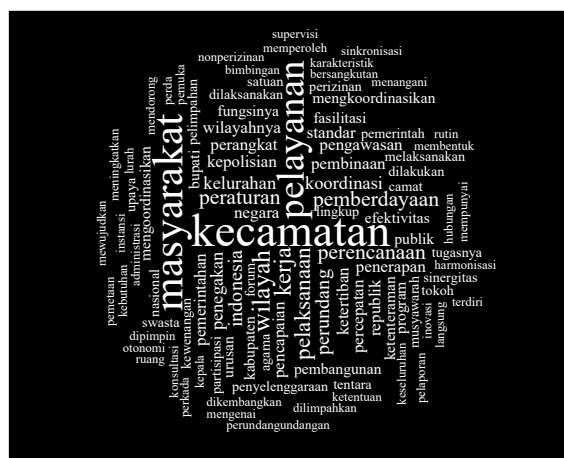 supervisi
memperoleh
sinkronisasi
nonperizinan
karakteristik
bimbingan
bersangkutan
satuan
perizinan
menangani
dilaksanakan
mengkoordinasikan
mendorong
perda
pemuka
pelimpahan
fungsinya
fasilitasi
wilayahnya
standar
pemerintah
rutin
perangkat
pengawasan
membentuk
kepolisian
pembinaan
melaksanakan
bupati
dilakukan
kelurahan
koordinasi
camat
peraturan
pemberdayaan
negara
lingkup
efektivitas
masyarakat
pelayanan
kecamatan
publik
hubungan
mempunyai
meningkatkan
lurah
upaya
mengoordinasikan
mewujudkan
instansi
administrasi
kebutuhan
pemetaan
nasional
perencanaan
tugasnya
penerapan
harmonisasi
sinergitas
tokoh
terdiri
swasta
dipimpin
otonomi
ruang
kewenangan
pemerintahan
penegakan
indonesia
wilayah
forum
kerja
pelaksanaan
perundang
ketertiban
percepatan
republik
ketenteraman
program
musyawarah
inovasi
langsung
konsultasi
perkada
kepala
partisipasi
urusan
kabupaten
agama
pencapaian
pembangunan
keseluruhan
pelaporan
penyelenggaraan
tentara
ketentuan
dikembangkan
dilimpahkan
mengenai
perundangundangan